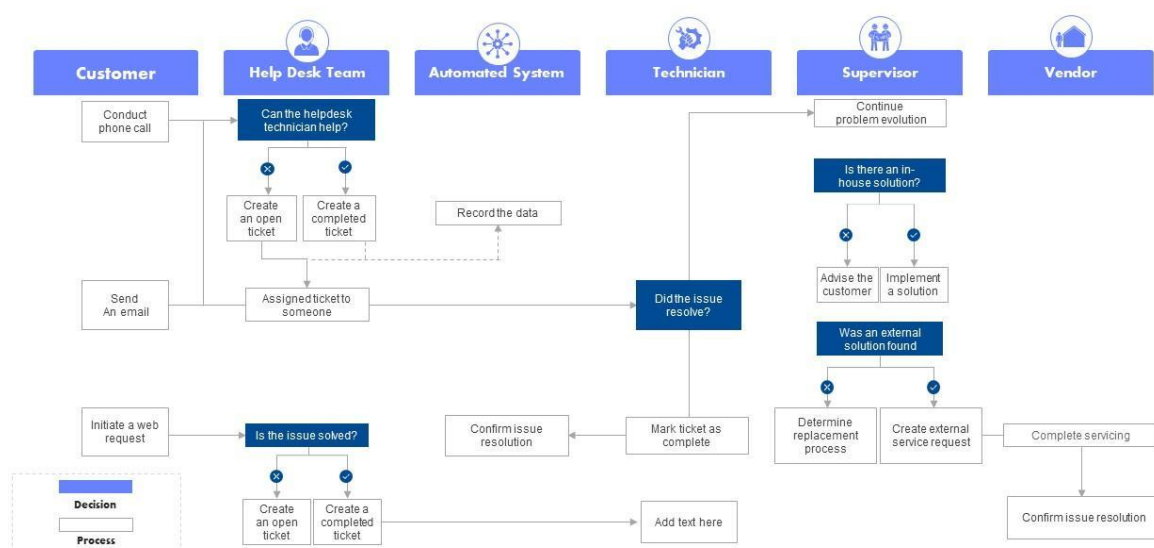 Customer
Help Desk Team
Automated System
Technician
Supervisor
Vendor
Conduct
phone call
Can the helpdesk
technician help?
Continue
problem evolution
Is there an in-
house solution?
Create
an open
ticket
Create a
completed
ticket
Record the data
Advise the
customer
Implement
a solution
Send
An email
Assigned ticket to
someone
Did the issue
resolve?
Was an external
solution found
Initiate a web
request
Is the issue solved?
Confirm issue
resolution
Mark ticket as
complete
Determine
replacement
process
Create external
service request
Complete servicing
Decision
Process
Create
an open
ticket
Create a
completed
ticket
Add text here
Confirm issue resolution